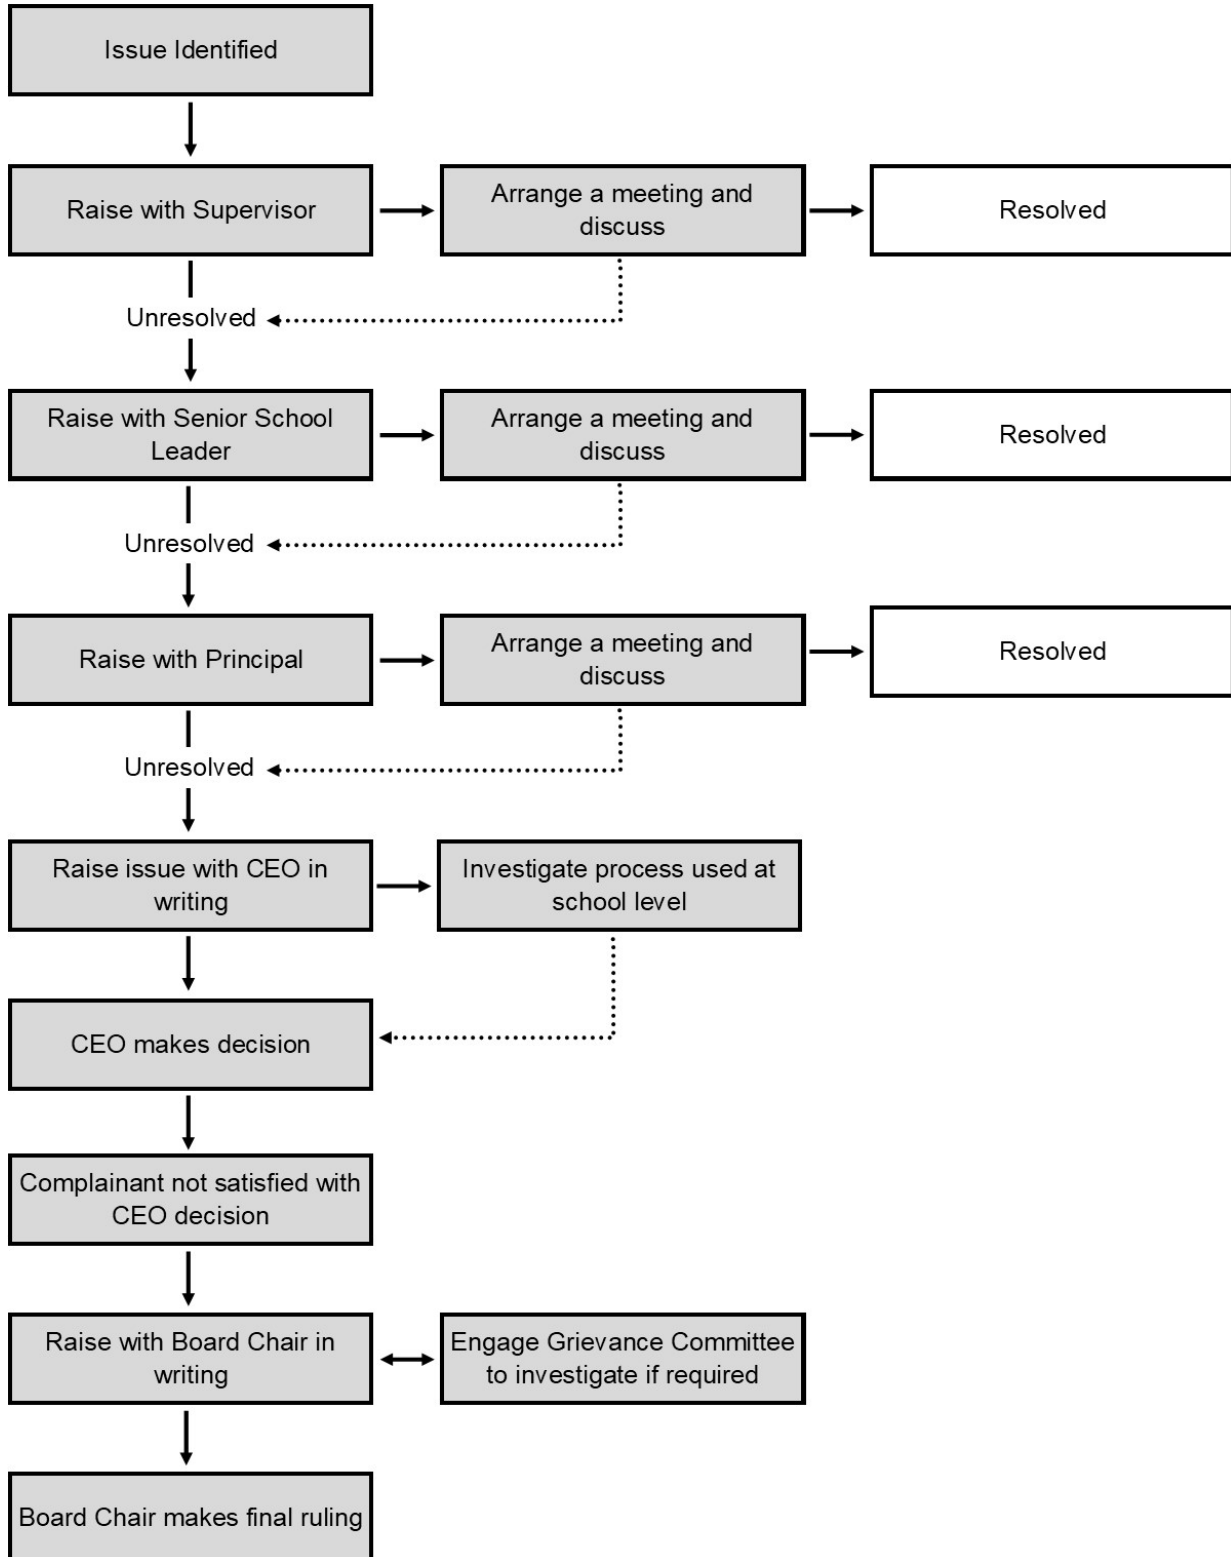 Issue Identified
Raise with Supervisor
Arrange a meeting and
discuss
Resolved
Unresolved
Raise with Senior School
Leader
Arrange a meeting and
discuss
Resolved
Unresolved
Raise with Principal
Arrange a meeting and
discuss
Resolved
Unresolved
Raise issue with CEO in
writing
Investigate process used at
school level
CEO makes decision
Complainant not satisfied with
CEO decision
Raise with Board Chair in
writing
Engage Grievance Committee
to investigate if required
Board Chair makes final ruling